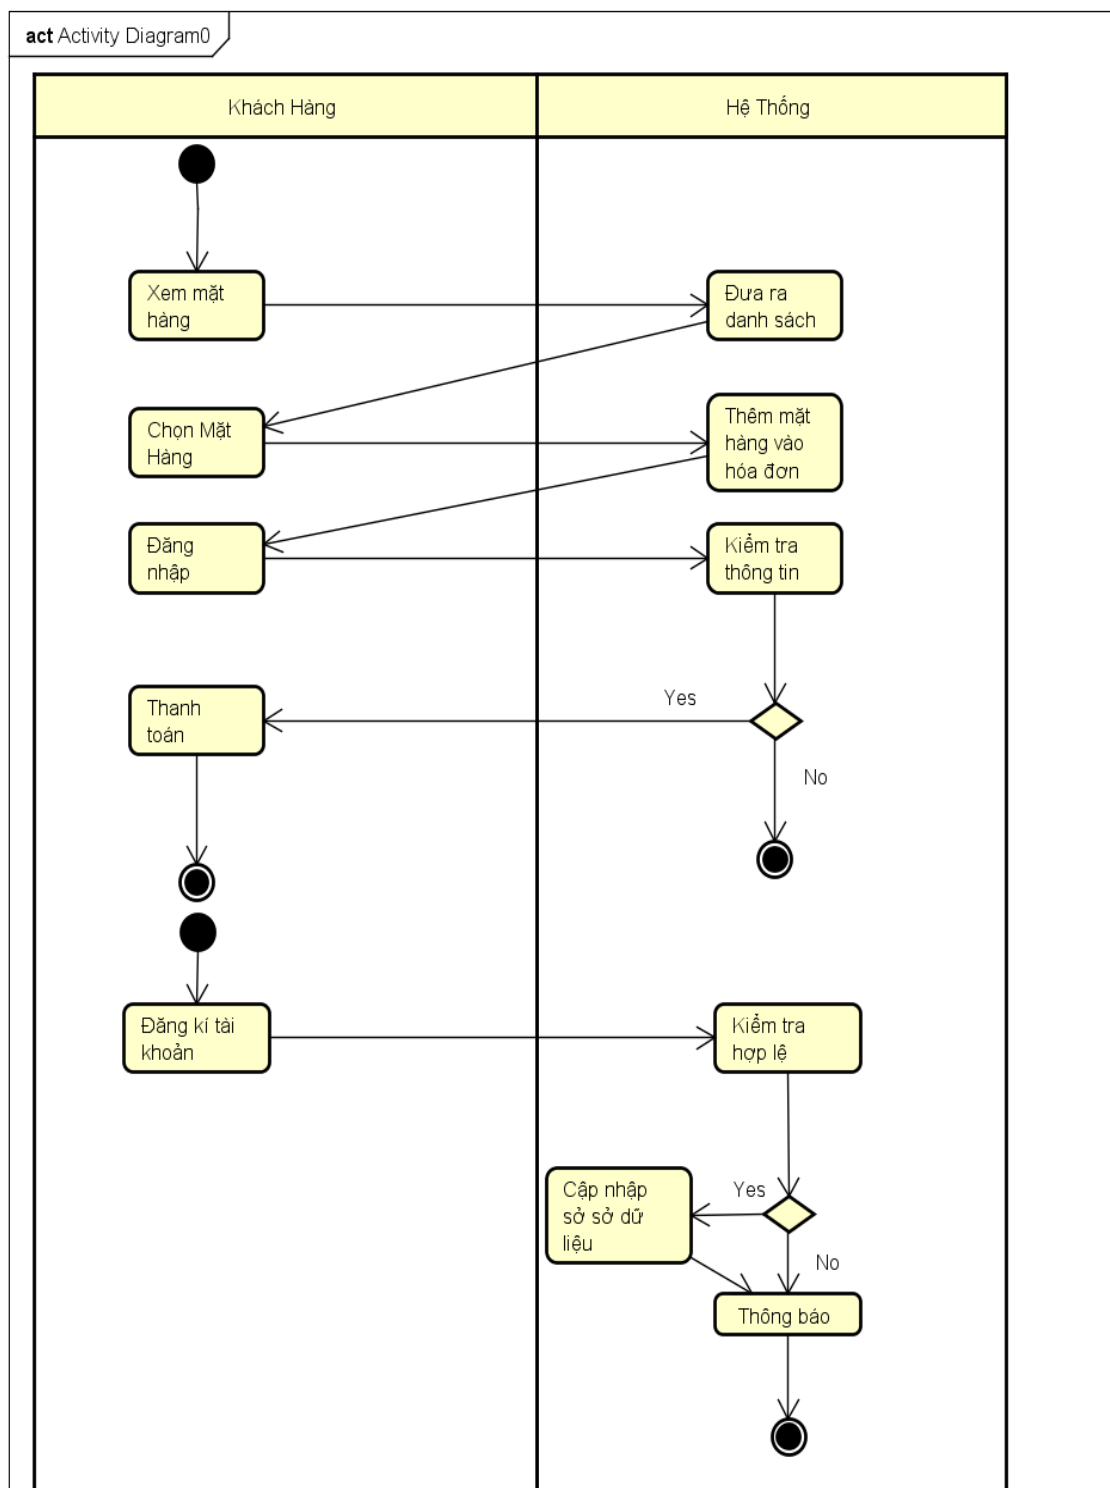 act Activity Diagram0
Khách Hàng
Hệ Thống
Xem mặt
hàng
Đưa ra
danh sách
Chọn Mặt
Hàng
Thêm mặt
hàng vào
hóa đơn
Đăng
nhập
Kiểm tra
thông tin
Thanh
toán
Yes
No
Đăng kí tài
khoản
Kiểm tra
hợp lệ
Cập nhập
sở sở dữ
liệu
Yes
No
Thông báo